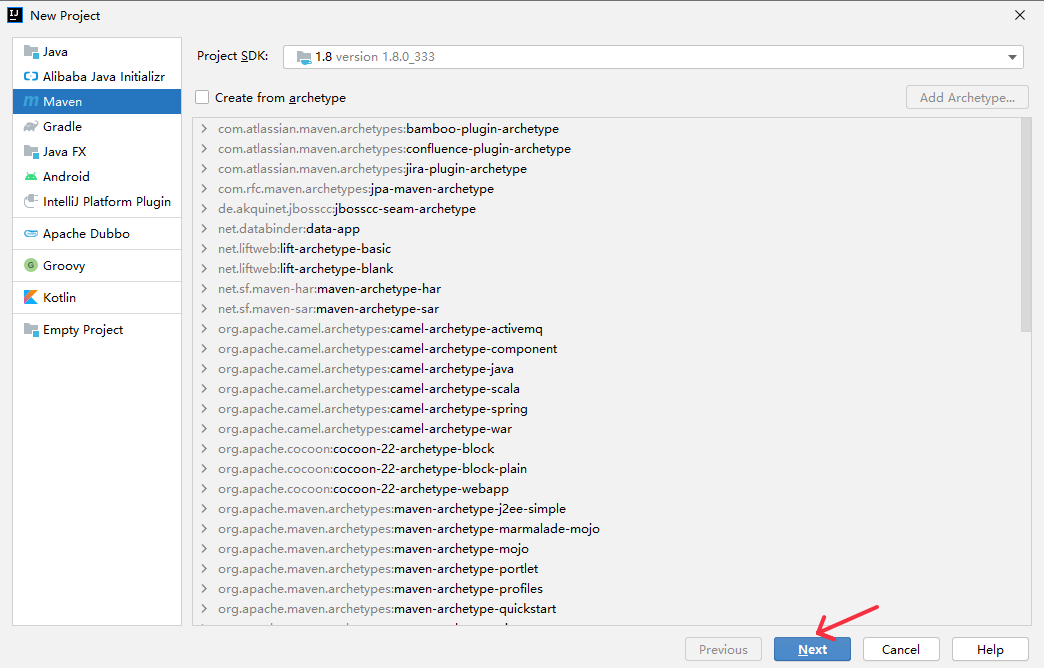 New Project
Java
Alibaba Java Initializr
Maven
Gradle
Java FX
Android
IntelliJ Platform Plugin
Apache Dubbo
Groovy
Kotlin
Empty Project
Project SDK: 1.8 version 1.8.0_333
Create from archetype
Add Archetype...
com.atlassian.maven.archetypes:bamboo-plugin-archetype
com.atlassian.maven.archetypes:confluence-plugin-archetype
com.atlassian.maven.archetypes:jira-plugin-archetype
com.rfc.maven.archetypes:jpa-maven-archetype
de.akquinet.jbosscc:jbosscc-seam-archetype
net.databinder:data-app
net.liftweb:lift-archetype-basic
net.liftweb:lift-archetype-blank
net.sf.maven-har:maven-archetype-har
net.sf.maven-sar:maven-archetype-sar
org.apache.camel.archetypes:camel-archetype-activemq
org.apache.camel.archetypes:camel-archetype-component
org.apache.camel.archetypes:camel-archetype-java
org.apache.camel.archetypes:camel-archetype-scala
org.apache.camel.archetypes:camel-archetype-spring
org.apache.camel.archetypes:camel-archetype-war
org.apache.cocoon:cocoon-22-archetype-block
org.apache.cocoon:cocoon-22-archetype-block-plain
org.apache.cocoon:cocoon-22-archetype-webapp
org.apache.maven.archetypes:maven-archetype-j2ee-simple
org.apache.maven.archetypes:maven-archetype-marmalade-mojo
org.apache.maven.archetypes:maven-archetype-mojo
org.apache.maven.archetypes:maven-archetype-portlet
org.apache.maven.archetypes:maven-archetype-profiles
org.apache.maven.archetypes:maven-archetype-quickstart
Previous
Next
Cancel
Help